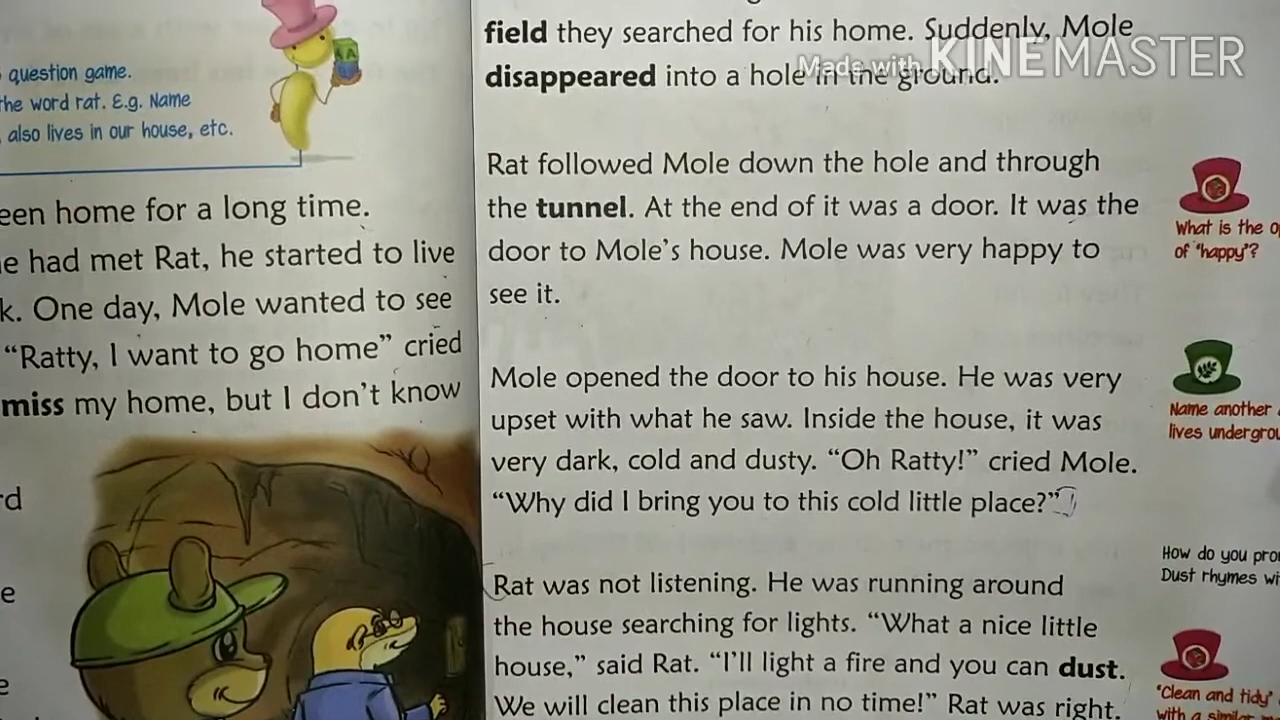 question game.
the word rat. E.g. Name
also lives in our house, etc.
een home for a long time.
e had met Rat, he started to live
k. One day, Mole wanted to see
“Ratty, I want to go home” cried
miss my home, but I don’t know
rd
e
e
field they searched for his home. Suddenly, Mole
disappeared into a hole in the ground.
Made with KINEMASTER
Rat followed Mole down the hole and through
the tunnel. At the end of it was a door. It was the
door to Mole’s house. Mole was very happy to
see it.
Mole opened the door to his house. He was very
upset with what he saw. Inside the house, it was
very dark, cold and dusty. “Oh Ratty!” cried Mole.
“Why did I bring you to this cold little place?”
Rat was not listening. He was running around
the house searching for lights. “What a nice little
house,” said Rat. “I’ll light a fire and you can dust.
We will clean this place in no time!” Rat was right.
What is the o
of “happy”?
Name another
lives undergrou
How do you pro
Dust rhymes wi
“Clean and tidy”
with a similar